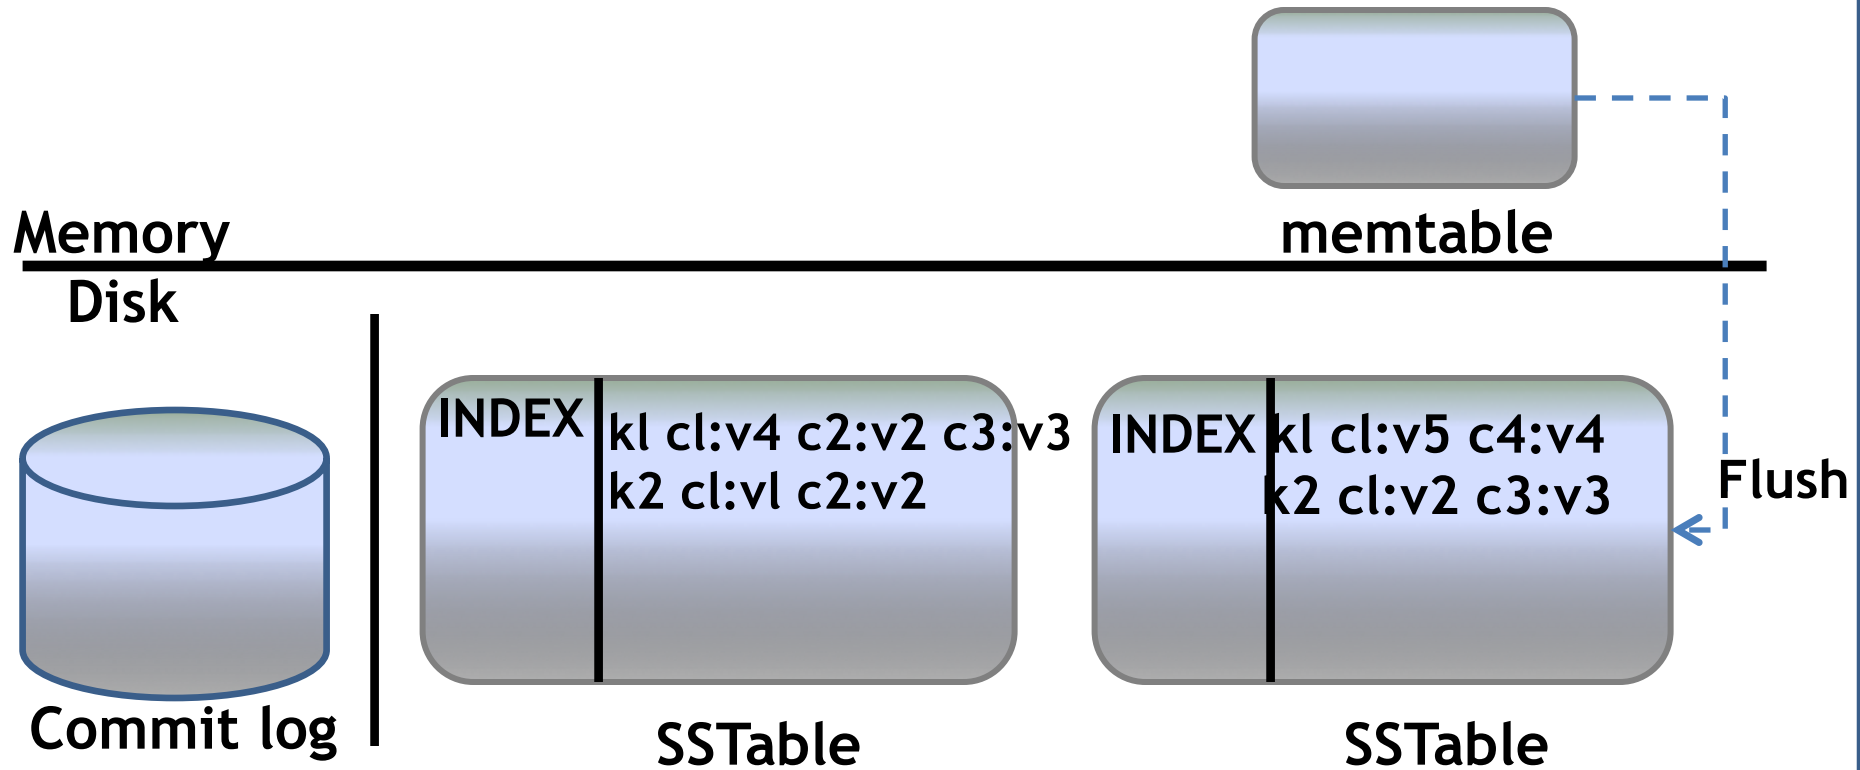 memtable
Memory
Disk
INDEX
kl cl:v4 c2:v2 c3:v3
k2 cl:vl c2:v2
INDEX
kl cl:v5 c4:v4
k2 cl:v2 c3:v3
Flush
Commit log
SSTable
SSTable